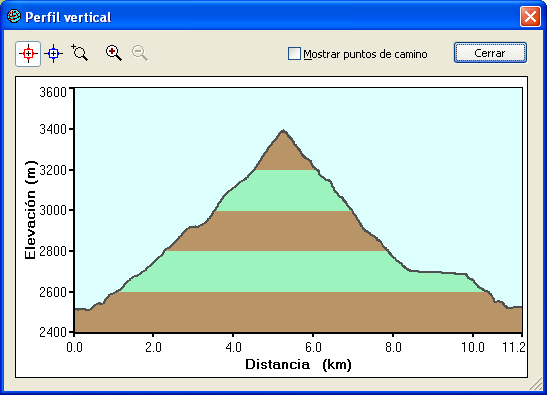 Perfil vertical
Mostrar puntos de camino
Cerrar
3600
3400
3200
3000
2800
2600
2400
Elevación (m)
0.0 2.0 4.0 6.0 8.0 10.0 11.2
Distancia (km)